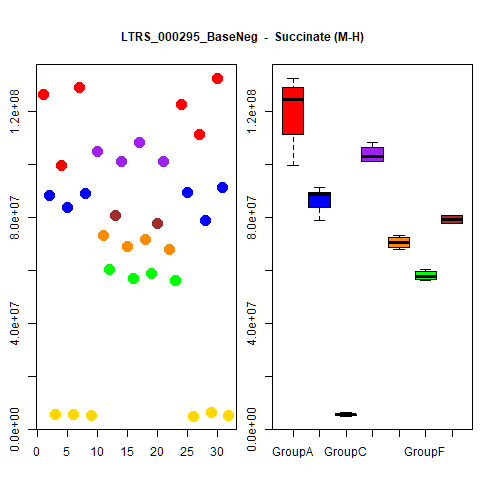 LTRS_000295_BaseNeg - Succinate (M-H)
1.2e+08
8.0e+07
4.0e+07
0.0e+00
0 5 10 15 20 25 30
1.2e+08
8.0e+07
4.0e+07
0.0e+00
GroupA GroupC GroupF